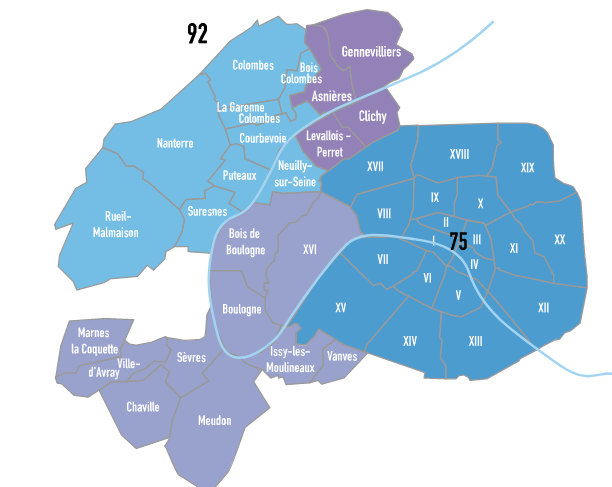 92
Gennevilliers
Colombes
Bois
Colombes
Asnières
La Garenne
Colombes
Clichy
Courbevoie
Levallois -
Perret
Nanterre
Puteaux
Neuilly-
sur-Seine
XVII
XVIII
XIX
Rueil-
Malmaison
Suresnes
IX
X
VIII
II
Bois de
Boulogne
XVI
I
75
III
XI
XX
VII
IV
VI
V
Boulogne
XV
XII
XIV
XIII
Marnes
la Coquette
Ville-
d'Avray
Sèvres
Issy-les-
Moulineaux
Vanves
Chaville
Meudon